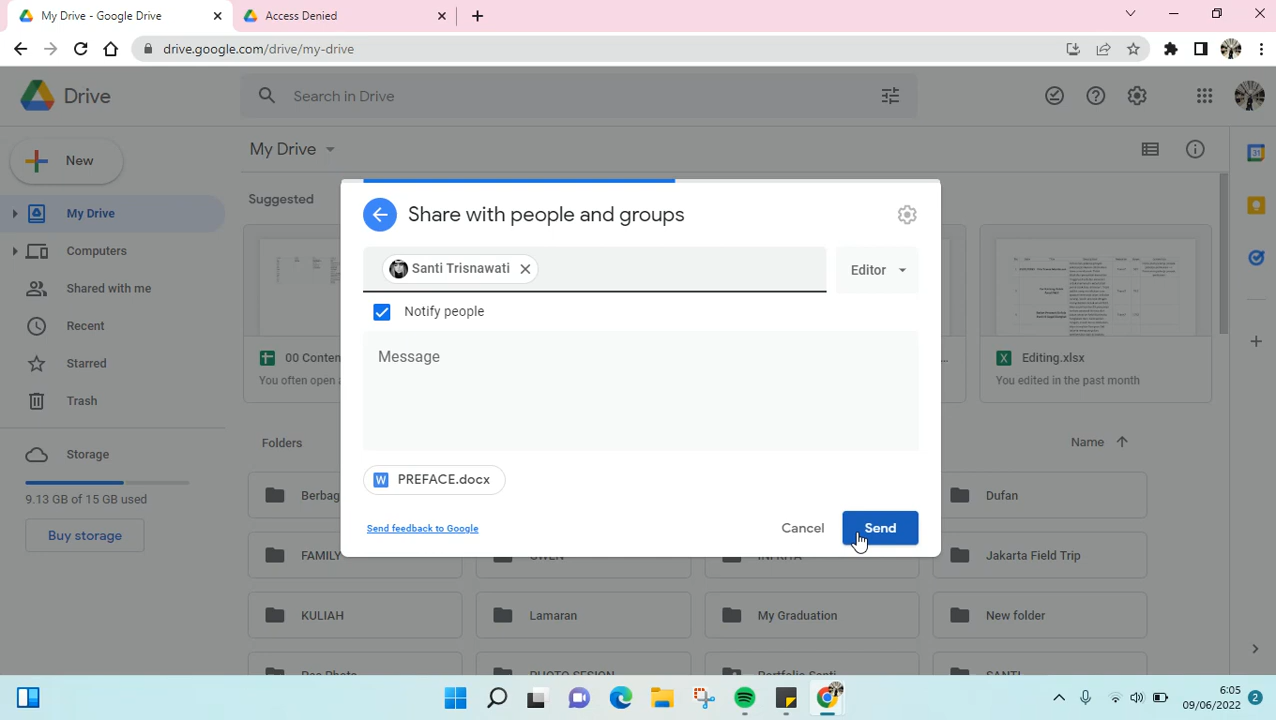 My Drive - Google Drive
Access Denied
drive.google.com/drive/my-drive
Drive
Search in Drive
New
My Drive
Suggested
My Drive
Computers
Shared with me
Recent
Starred
Trash
Storage
9.13 GB of 15 GB used
Buy storage
Share with people and groups
Santi Trisnawati
Editor
Notify people
Message
PREFACE.docx
Send feedback to Google
Cancel
Send
00 Conten
You often open a
Editing.xlsx
You edited in the past month
Folders
Name
Berbag
Dufan
FAMILY
Jakarta Field Trip
KULIAH
Lamaran
My Graduation
New folder
6:05
09/06/2022
2